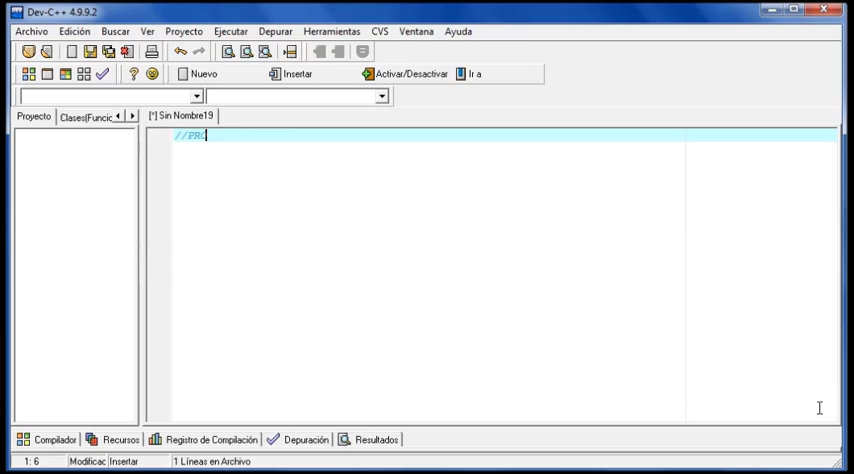 Dev-C++ 4.9.9.2
Archivo Edición Buscar Ver Proyecto Ejecutar Depurar Herramientas CVS Ventana Ayuda
Nuevo Insertar Activar/Desactivar Ir a
Proyecto Clases(Funcic [*] Sin Nombre19
//PRO
Compilador Recursos Registro de Compilación Depuración Resultados
1: 6 Modificac Insertar 1 Líneas en Archivo